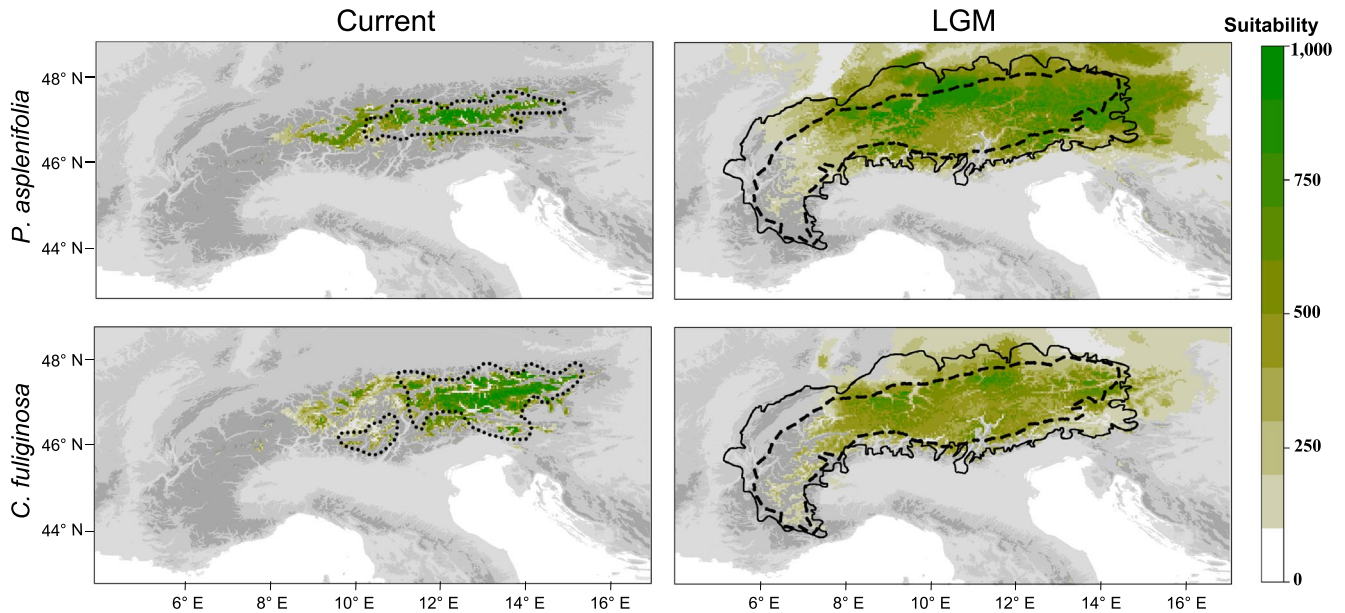 Current
LGM
Suitability
P. asplenifolia
48° N
46° N
44° N
1,000
750
500
250
0
C. fuliginosa
48° N
46° N
44° N
6° E 8° E 10° E 12° E 14° E 16° E
6° E 8° E 10° E 12° E 14° E 16° E